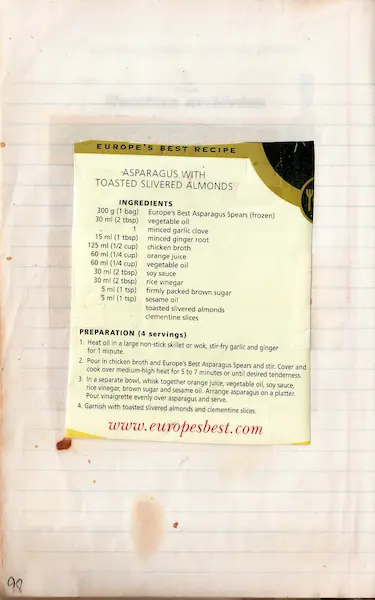 EUROPE'S BEST RECIPE
ASPARAGUS WITH
TOASTED SLIVERED ALMONDS
INGREDIENTS
300 g (1 bag) Europe's Best Asparagus Spears (frozen)
30 ml (2 tbsp) vegetable oil
1 minced garlic clove
15 ml (1 tbsp) minced ginger root
125 ml (1/2 cup) chicken broth
60 ml (1/4 cup) orange juice
60 ml (1/4 cup) vegetable oil
30 ml (2 tbsp) soy sauce
30 ml (2 tbsp) rice vinegar
5 ml (1 tsp) firmly packed brown sugar
5 ml (1 tsp) sesame oil
toasted slivered almonds
clementine slices
PREPARATION (4 servings)
1. Heat oil in a large non-stick skillet or wok, stir-fry garlic and ginger
for 1 minute.
2. Pour in chicken broth and Europe's Best Asparagus Spears and stir. Cover and
cook over medium-high heat for 5 to 7 minutes or until desired tenderness.
3. In a separate bowl, whisk together orange juice, vegetable oil, soy sauce,
rice vinegar, brown sugar and sesame oil. Arrange asparagus on a platter.
Pour vinaigrette evenly over asparagus and serve.
4. Garnish with toasted slivered almonds and clementine slices.
www.europesbest.com
98